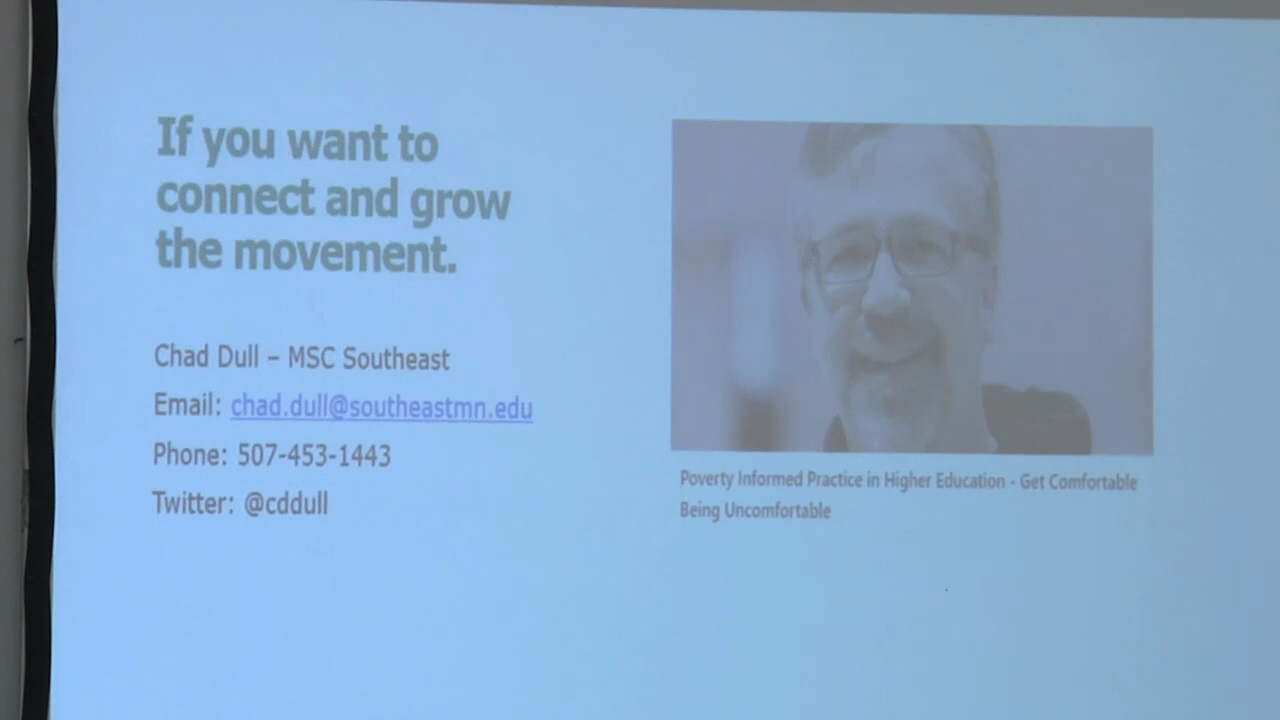 If you want to
connect and grow
the movement.
Chad Dull – MSC Southeast
Email: chad.dull@southeastmn.edu
Phone: 507-453-1443
Twitter: @cddull
Poverty Informed Practice in Higher Education - Get Comfortable
Being Uncomfortable